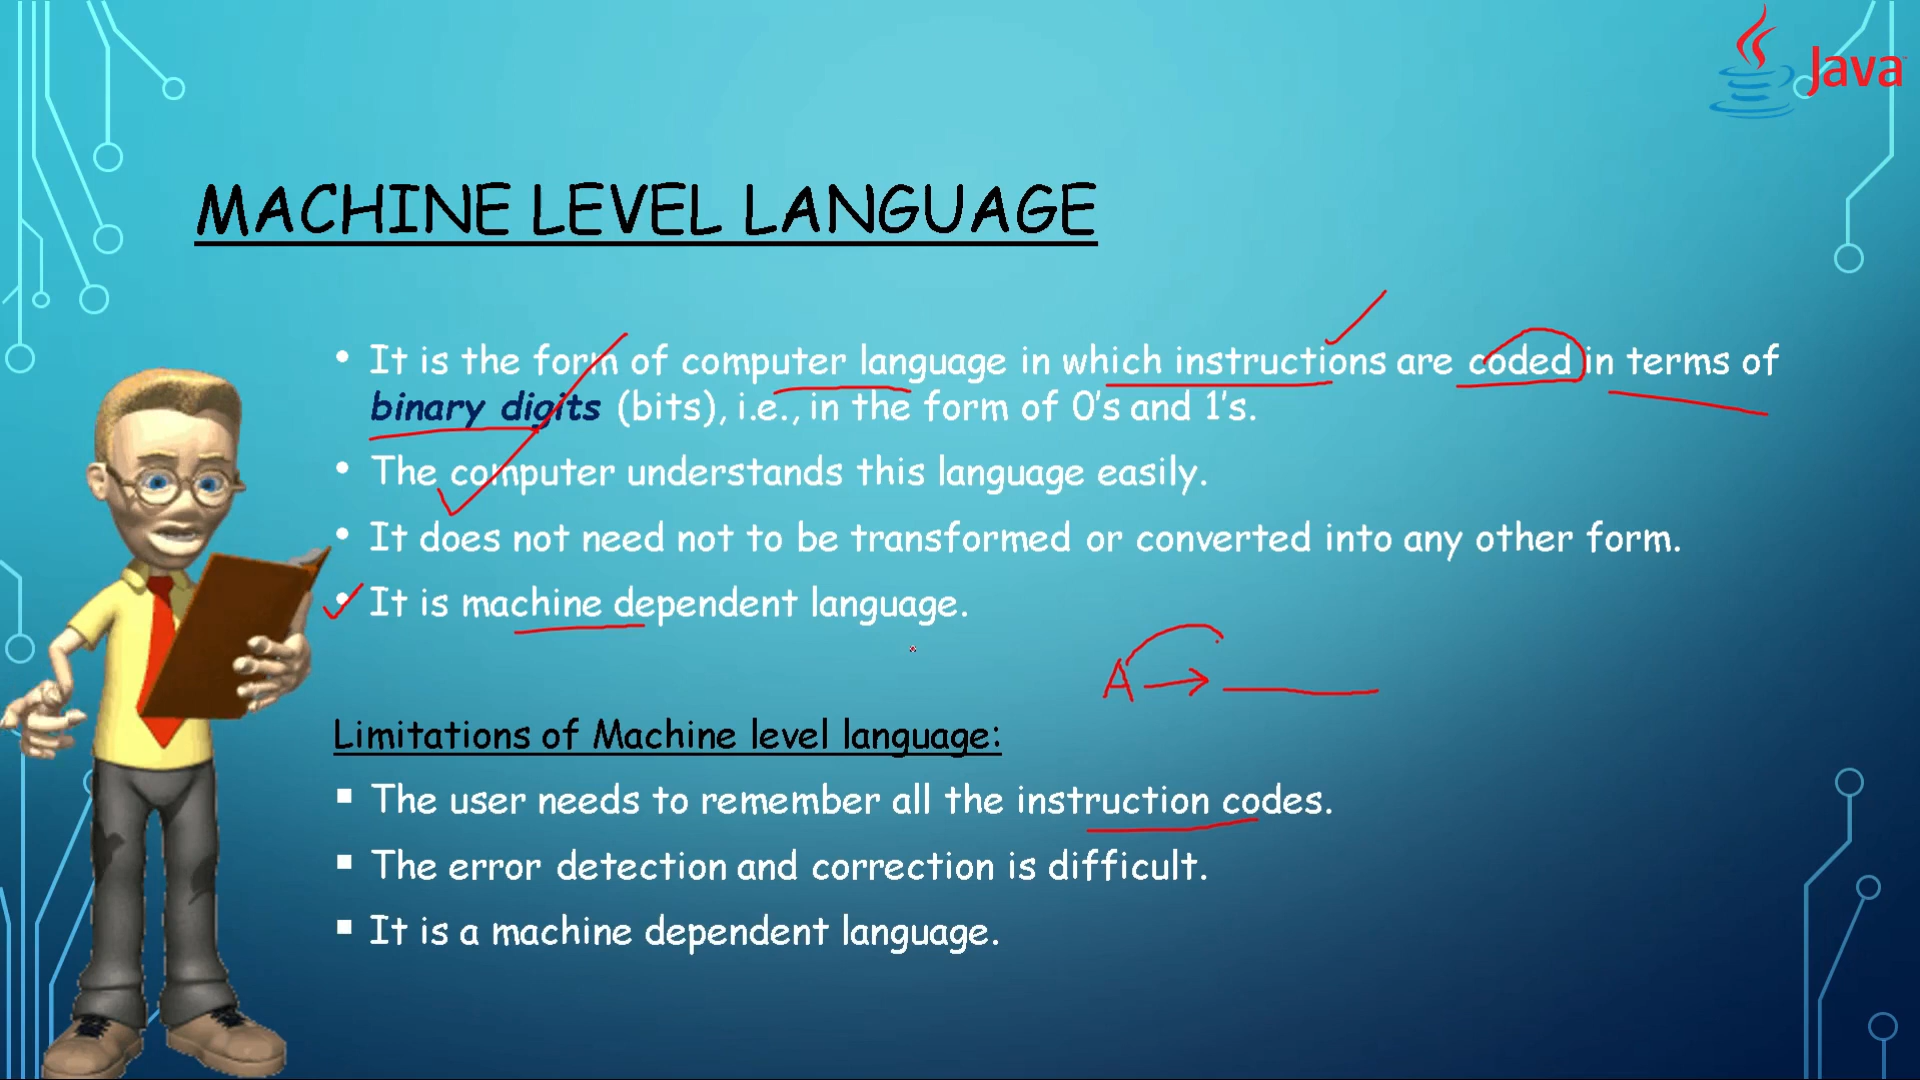 Java
MACHINE LEVEL LANGUAGE
• It is the form of computer language in which instructions are coded in terms of
binary digits (bits), i.e., in the form of 0's and 1's.
• The computer understands this language easily.
• It does not need not to be transformed or converted into any other form.
• It is machine dependent language.
A →
Limitations of Machine level language:
▪ The user needs to remember all the instruction codes.
▪ The error detection and correction is difficult.
▪ It is a machine dependent language.